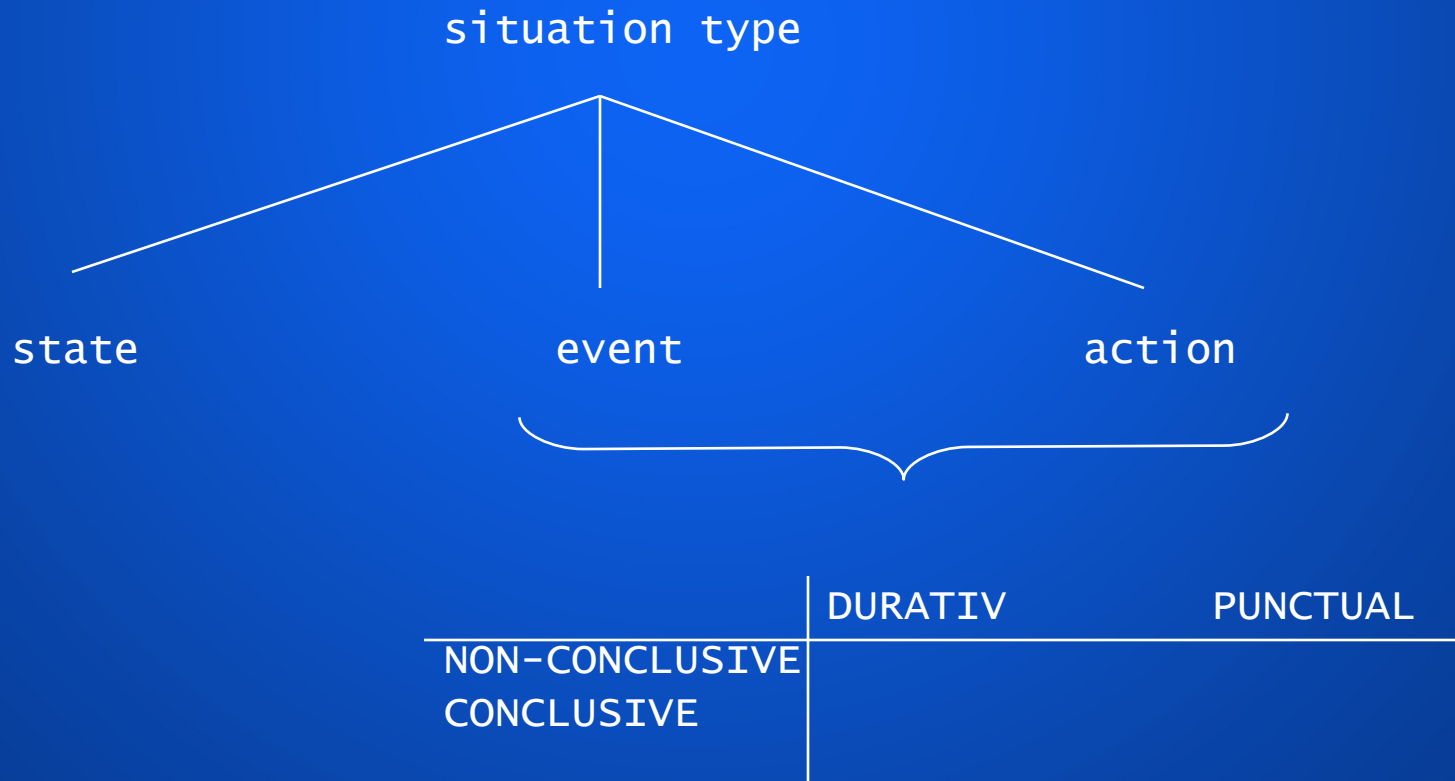 situation type
state event action
DURATIV PUNCTUAL
NON-CONCLUSIVE
CONCLUSIVE